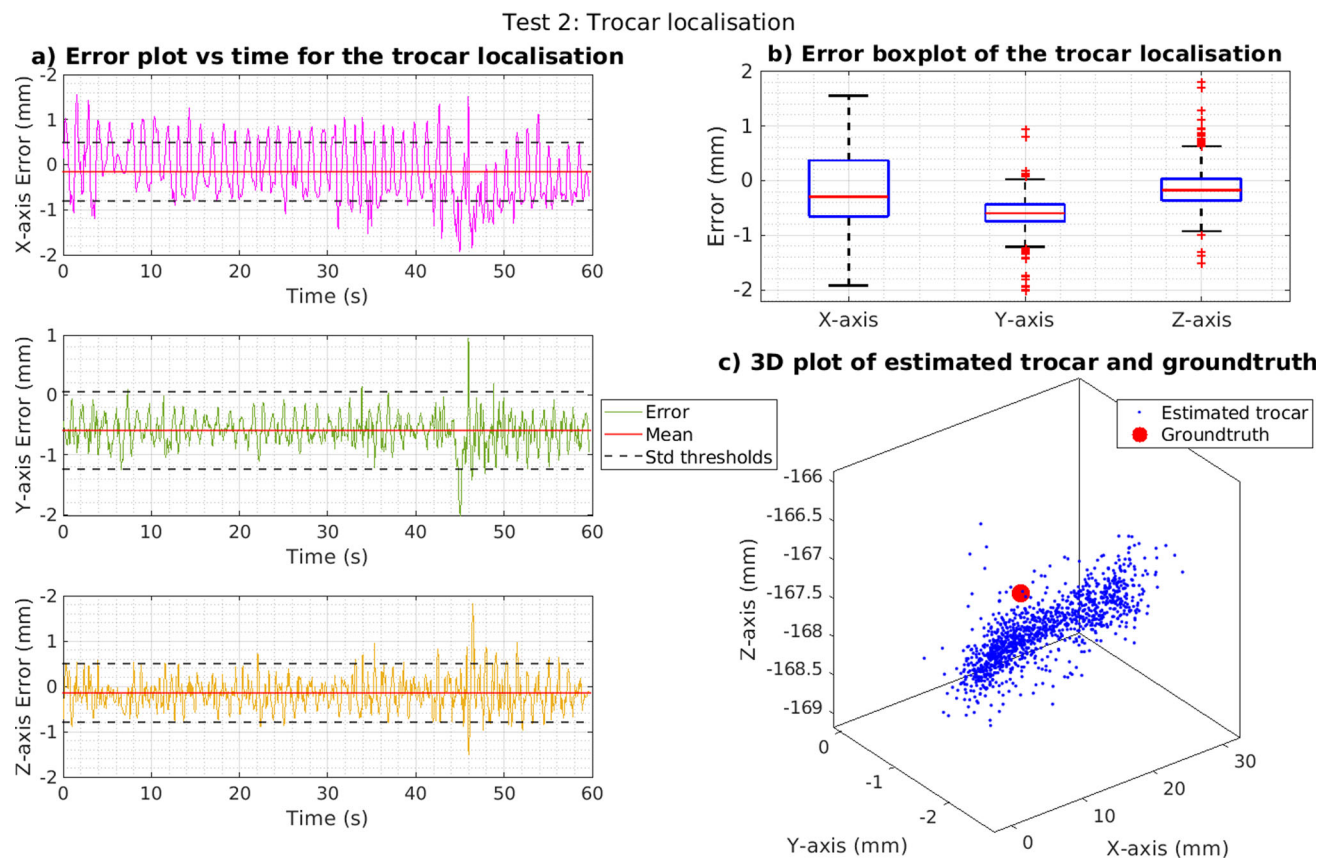 Test 2: Trocar localisation
a) Error plot vs time for the trocar localisation
-2
1
0
-1
-2
X-axis Error (mm)
0 10 20 30 40 50 60
Time (s)
1
0
-1
-2
Y-axis Error (mm)
0 10 20 30 40 50 60
Time (s)
-2
1
0
-1
-2
Z-axis Error (mm)
0 10 20 30 40 50 60
Time (s)
Error
Mean
Std thresholds
b) Error boxplot of the trocar localisation
2
1
0
-1
-2
Error (mm)
X-axis Y-axis Z-axis
c) 3D plot of estimated trocar and groundtruth
Estimated trocar
Groundtruth
-166
-166.5
-167
-167.5
-168
-168.5
-169
Z-axis (mm)
0
-1
-2
Y-axis (mm)
0
10
20
30
X-axis (mm)